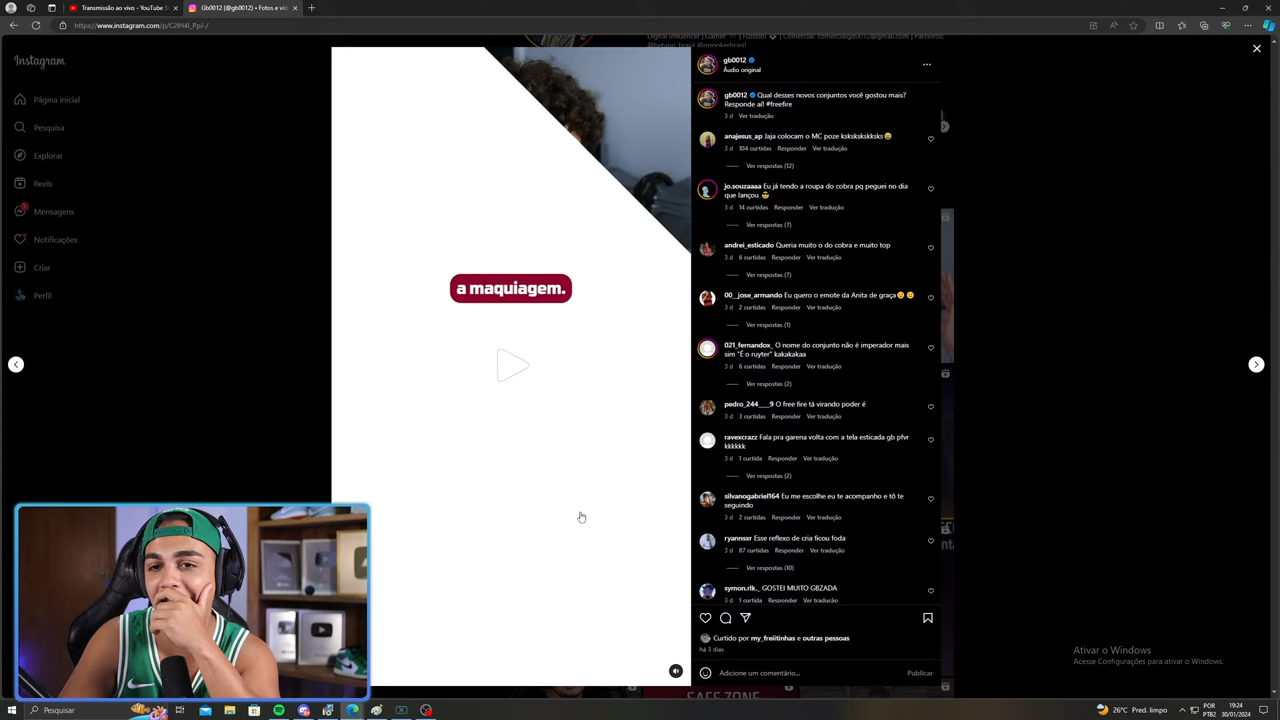 Transmissão ao vivo - YouTube S
Gb0012 (@gb0012) • Fotos e vid
https://www.instagram.com/p/C2lH4l_PpJ-/
Instagram
Página inicial
Pesquisa
Explorar
Reels
Mensagens
Notificações
Criar
Perfil
a maquiagem.
gb0012
Áudio original
gb0012 Qual desses novos conjuntos você gostou mais?
Responde aí! #freefire
3 d Ver tradução
anajesus_ap Jaja colocam o MC poze ksksksksksks😂
3 d 104 curtidas Responder Ver tradução
Ver respostas (12)
jo.souzaaaa Eu já tendo a roupa do cobra pq peguei no dia
que lançou 😎
3 d 14 curtidas Responder Ver tradução
Ver respostas (7)
andrei_esticado Queria muito o do cobra e muito top
3 d 6 curtidas Responder Ver tradução
Ver respostas (7)
00__jose_armando Eu quero o emote da Anita de graça😕😕
3 d 2 curtidas Responder Ver tradução
Ver respostas (1)
021_fernandox_ O nome do conjunto não é imperador mais
sim "É o ruyter" kakakakaa
3 d 6 curtidas Responder Ver tradução
Ver respostas (2)
pedro_244____9 O free fire tá virando poder é
3 d 3 curtidas Responder Ver tradução
ravexcrazz Fala pra garena volta com a tela esticada gb pfvr
kkkkkk
3 d 1 curtida Responder Ver tradução
Ver respostas (2)
silvanogabriel164 Eu me escolhe eu te acompanho e tô te
seguindo
3 d 2 curtidas Responder Ver tradução
ryannsxr Esse reflexo de cria ficou foda
3 d 87 curtidas Responder Ver tradução
Ver respostas (10)
symon.rlk._ GOSTEI MUITO GBZADA
3 d 1 curtida Responder Ver tradução
Curtido por my_freiitinhas e outras pessoas
há 3 dias
Adicione um comentário...
Publicar
Ativar o Windows
Acesse Configurações para ativar o Windows.
SAFE ZONE
Pesquisar
26°C Pred. limpo
POR
PTB2
19:24
30/01/2024